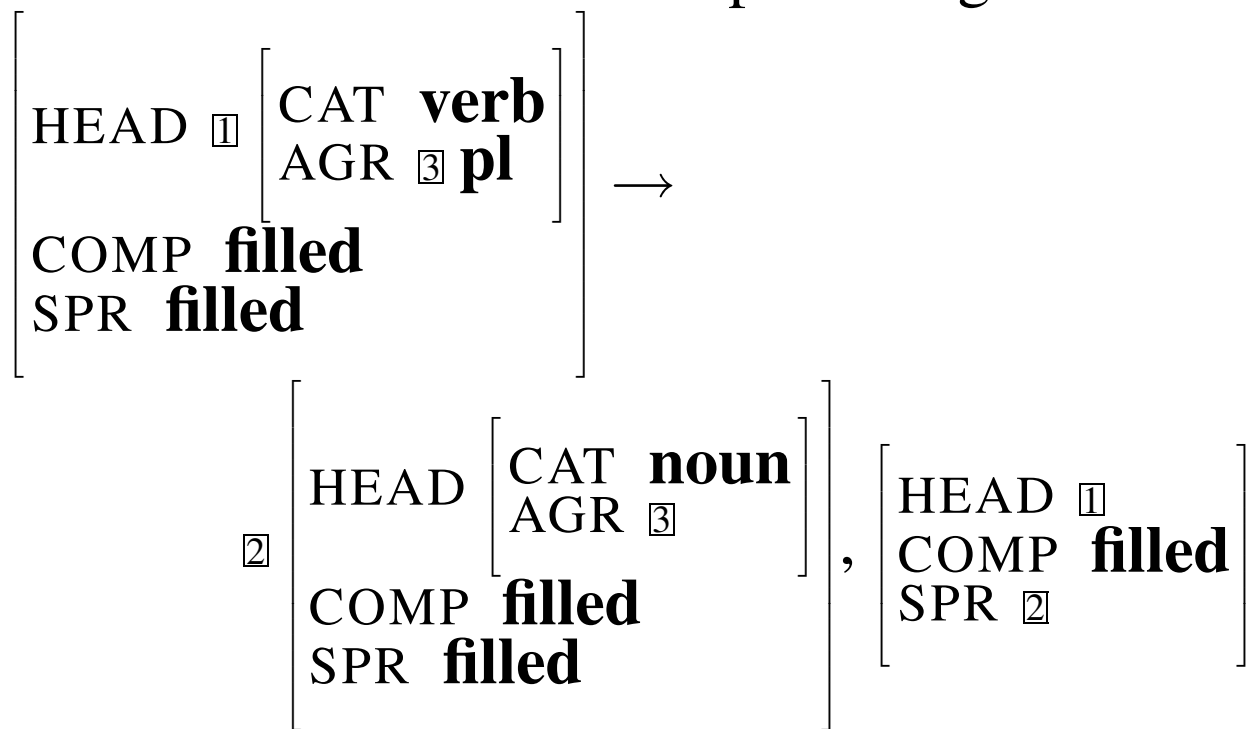 HEAD 1 [CAT verb
AGR 3 pl]
COMP filled
SPR filled
→
2 HEAD [CAT noun
AGR 3]
COMP filled
SPR filled
,
HEAD 1
COMP filled
SPR 2